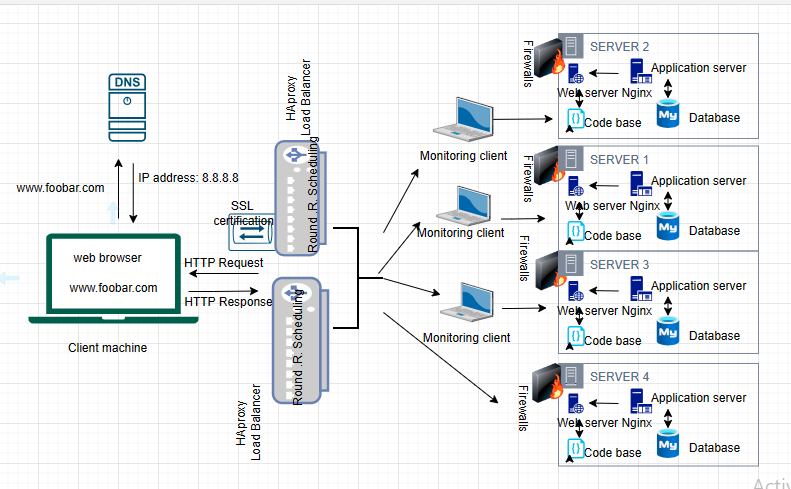 DNS
www.foobar.com
IP address: 8.8.8.8
web browser
www.foobar.com
Client machine
SSL
certification
HTTP Request
HTTP Response
HAproxy
Load Balancer
Round .R. Scheduling
Round .R. Scheduling
HAproxy
Load Balancer
Monitoring client
Monitoring client
Monitoring client
Firewalls
SERVER 2
Application server
Web server Nginx
Code base
My
Database
Firewalls
SERVER 1
Application server
Web server Nginx
Code base
My
Database
Firewalls
SERVER 3
Application server
Web server Nginx
Code base
My
Database
Firewalls
SERVER 4
Application server
Web server Nginx
Code base
My
Database
Activ